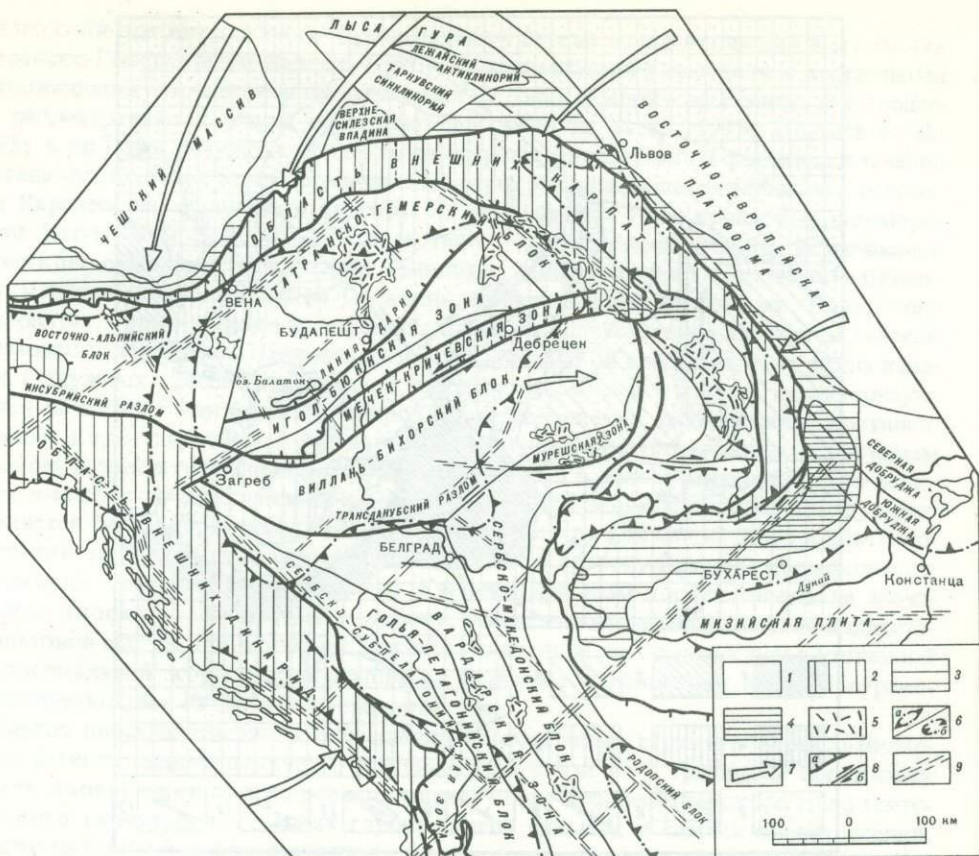 ЛЫСА ГУРА
ЛЕЖАЙСКИЙ
АНТИКЛИНОРИЙ
ТАРНУВСКИЙ
СИНКЛИНОРИЙ
ВЕРХНЕ-
СИЛЕЗСКАЯ
ВПАДИНА
ЧЕШСКИЙ МАССИВ
ВОСТОЧНО-ЕВРОПЕЙСКАЯ
ПЛАТФОРМА
Львов
ОБЛАСТЬ ВНЕШНИХ КАРПАТ
ТАТРАНСКО-ГЕМЕРСКИЙ БЛОК
ВЕНА
ВОСТОЧНО-АЛЬПИЙСКИЙ
БЛОК
БУДАПЕШТ
ЛИНИЯ ДАРНО
оз. Балатон
ИГОЛ-БЮКСКАЯ ЗОНА
МЕЧЕК-КРИЧЕВСКАЯ ЗОНА
Дебрецен
ИНСУБРИЙСКИЙ РАЗЛОМ
ВИЛЛАНЬ-БИХОРСКИЙ БЛОК
МУРЕШСКАЯ ЗОНА
Загреб
ТРАНСДАНУБСКИЙ РАЗЛОМ
СЕВЕРНАЯ
ДОБРУДЖА
ЮЖНАЯ
ДОБРУДЖА
ОБЛАСТЬ ВНЕШНИХ ДИНАРИД
БЕЛГРАД
БУХАРЕСТ
Дунай
Констанца
МИЗИЙСКАЯ ПЛИТА
СЕРБСКО-СУБПЕЛАГОНИЙСКАЯ ЗОНА
ГОЛЬЯ-ПЕЛАГОНИЙСКИЙ БЛОК
ВАРДАРСКАЯ ЗОНА
СЕРБСКО-МАКЕДОНСКИЙ БЛОК
РОДОПСКИЙ БЛОК
1 2 3
4 5 а б 6
7 а б 8 9
100 0 100 км